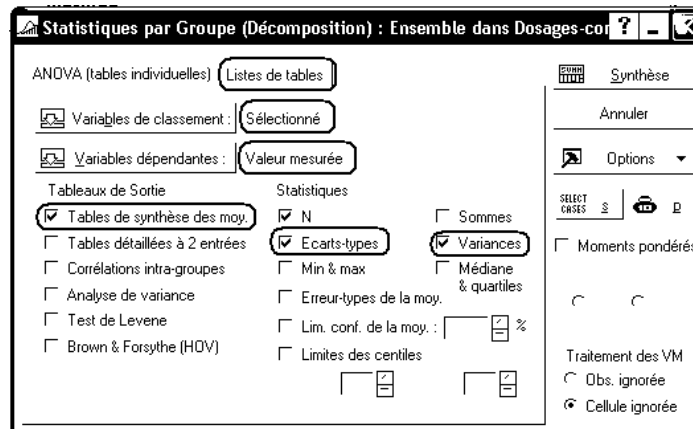 Statistiques par Groupe (Décomposition) : Ensemble dans Dosages-cor
ANOVA (tables individuelles) Listes de tables
Variables de classement : Sélectionné
Variables dépendantes : Valeur mesurée
Tableaux de Sortie
Tables de synthèse des moy.
Tables détaillées à 2 entrées
Corrélations intra-groupes
Analyse de variance
Test de Levene
Brown & Forsythe (HOV)
Statistiques
N
Sommes
Ecarts-types
Variances
Min & max
Médiane
& quartiles
Erreur-types de la moy.
Lim. conf. de la moy. : %
Limites des centiles
Synthèse
Annuler
Options
SELECT
CASES S D
Moments pondérés
Traitement des VM
Obs. ignorée
Cellule ignorée